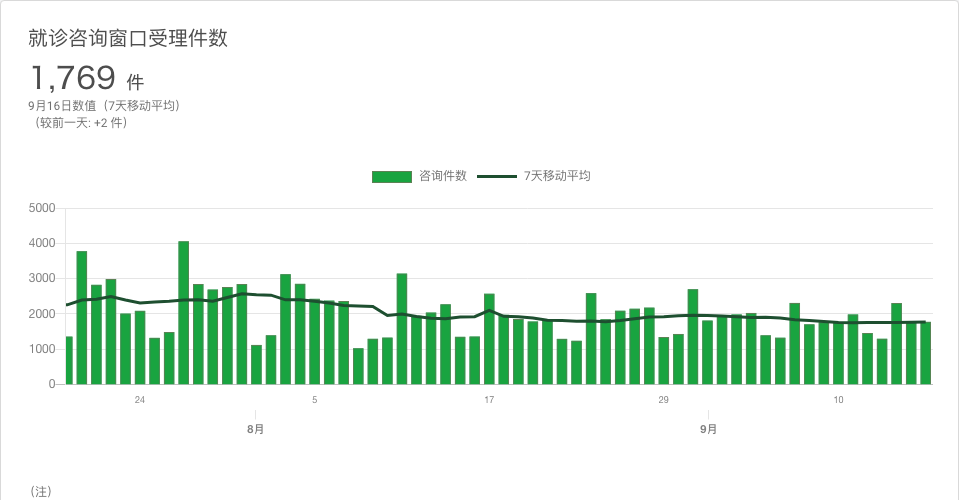 就诊咨询窗口受理件数
1,769 件
9月16日数值（7天移动平均）
（较前一天: +2 件）
咨询件数 7天移动平均
5000
4000
3000
2000
1000
0
24 5 17 29 10
8月 9月
（注）